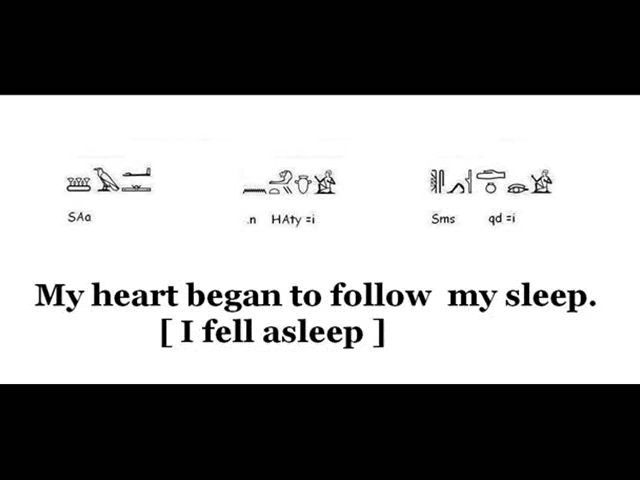 SAa .n HAty =i Sms qd =i
My heart began to follow my sleep.
[ I fell asleep ]